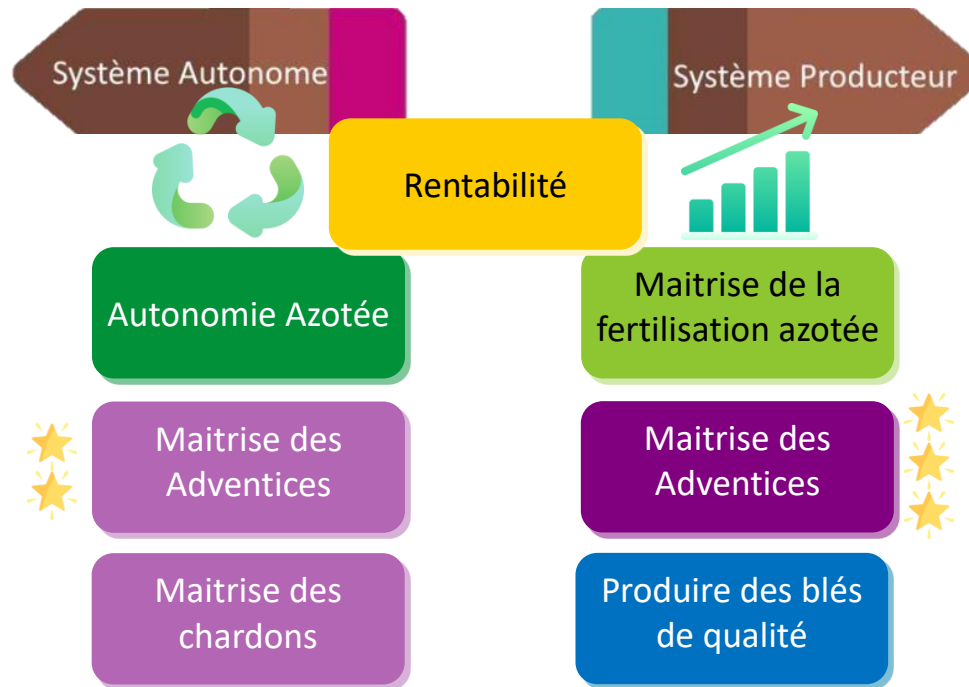 Système Autonome
Système Producteur
Rentabilité
Autonomie Azotée
Maitrise de la
fertilisation azotée
Maitrise des
Adventices
Maitrise des
Adventices
Maitrise des
chardons
Produire des blés
de qualité